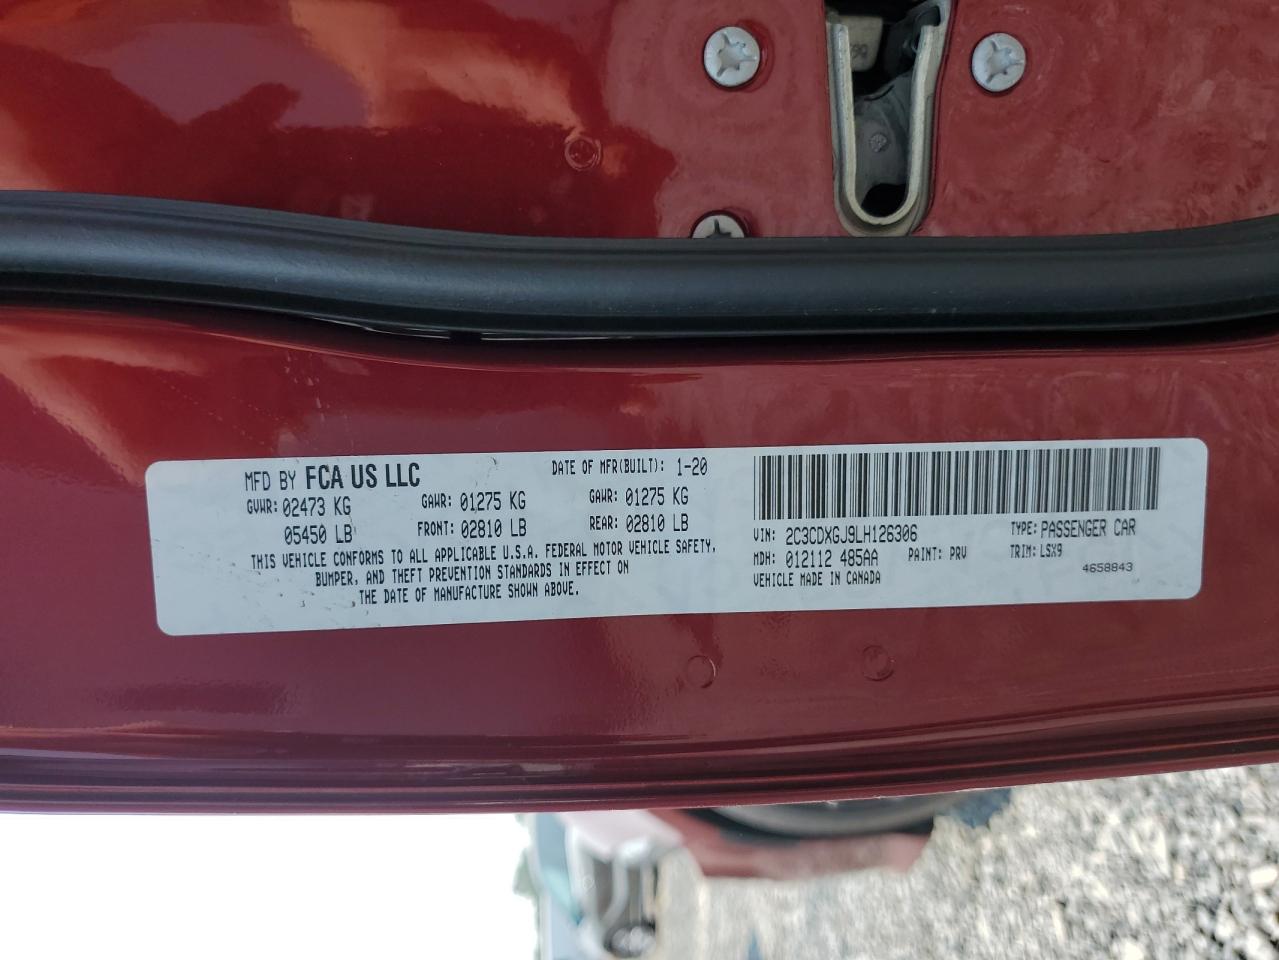 MFD BY FCA US LLC DATE OF MFR(BUILT): 1-20
GVWR: 02473 KG GAWR: 01275 KG GAWR: 01275 KG
05450 LB FRONT: 02810 LB REAR: 02810 LB
THIS VEHICLE CONFORMS TO ALL APPLICABLE U.S.A. FEDERAL MOTOR VEHICLE SAFETY,
BUMPER, AND THEFT PREVENTION STANDARDS IN EFFECT ON
THE DATE OF MANUFACTURE SHOWN ABOVE.
VIN: 2C3CDXGJ9LH126306 TYPE: PASSENGER CAR
MDH: 012112 485AA PAINT: PRV TRIM: LSX9
VEHICLE MADE IN CANADA 4658843